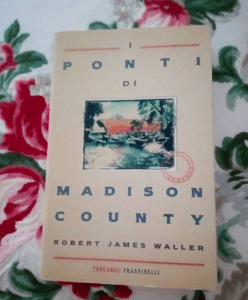 I
PONTI
DI
MADISON
COUNTY
ROBERT JAMES WALLER
TASCABILI FRASSINELLI